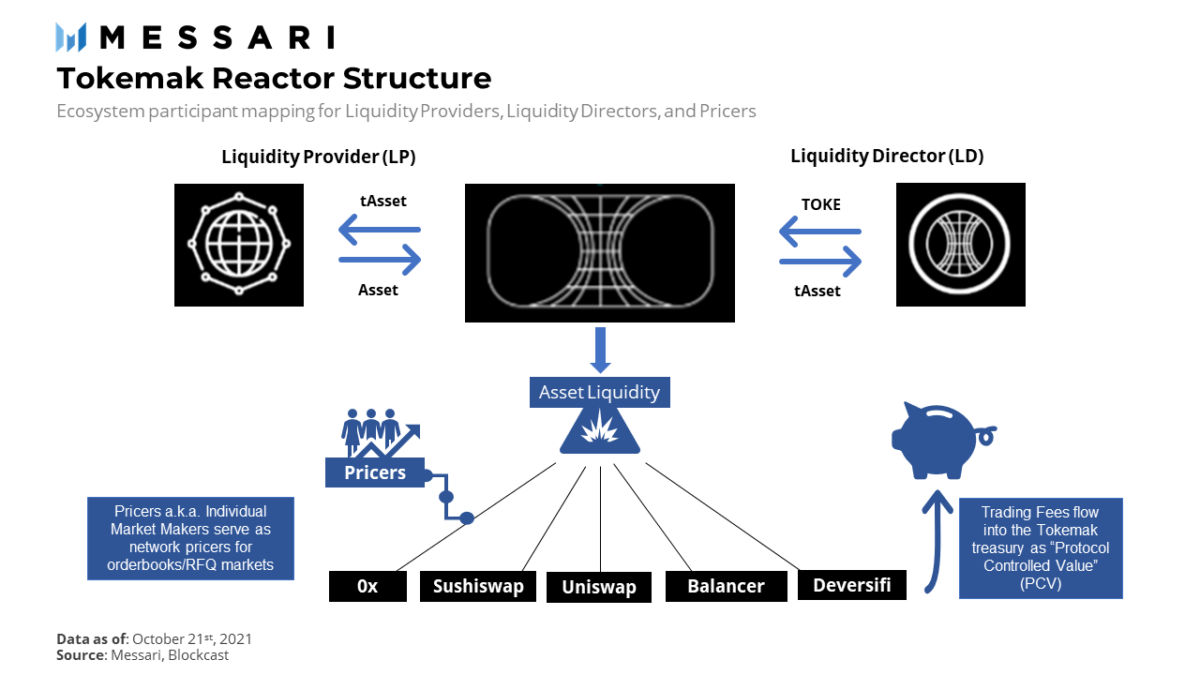 MESSARI
Tokemak Reactor Structure
Ecosystem participant mapping for Liquidity Providers, Liquidity Directors, and Pricers
Liquidity Provider (LP)
Liquidity Director (LD)
tAsset
Asset
TOKE
tAsset
Asset Liquidity
Pricers
Pricers a.k.a. Individual
Market Makers serve as
network pricers for
orderbooks/RFQ markets
Trading Fees flow
into the Tokemak
treasury as “Protocol
Controlled Value”
(PCV)
0x
Sushiswap
Uniswap
Balancer
Deversifi
Data as of: October 21st, 2021
Source: Messari, Blockcast